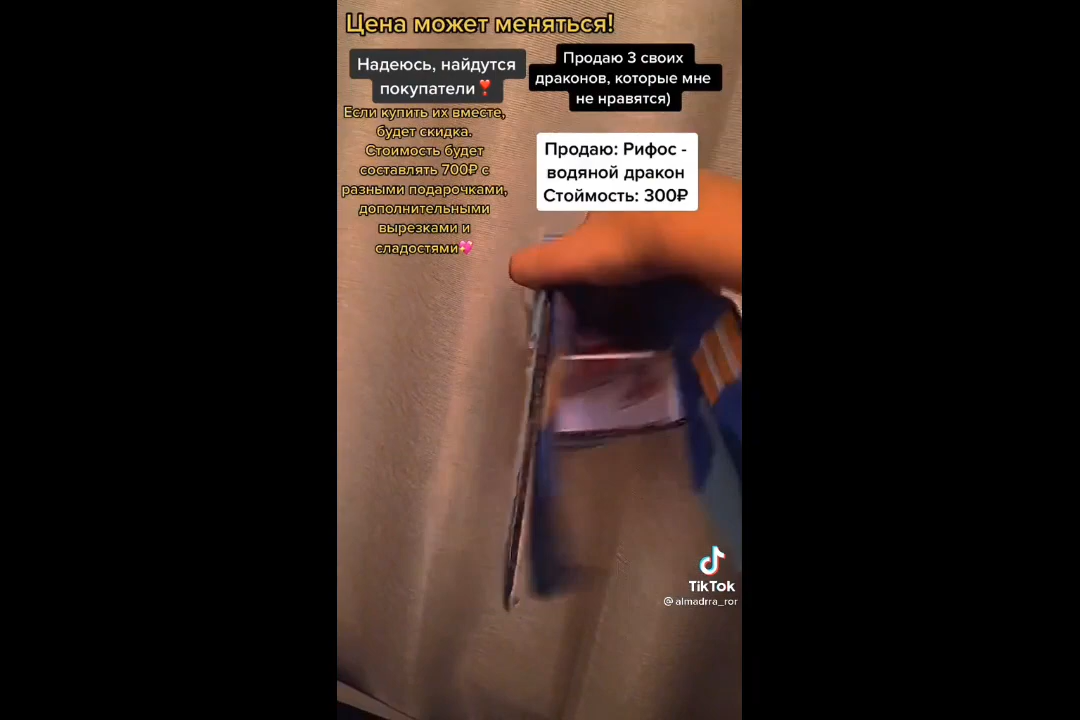 Цена может меняться!
Надеюсь, найдутся
покупатели❣️
Если купить их вместе,
будет скидка.
Стоимость будет
составлять 700₽ с
разными подарочками,
дополнительными
вырезками и
сладостями💖
Продаю 3 своих
драконов, которые мне
не нравятся)
Продаю: Рифос -
водяной дракон
Стоймость: 300₽
TikTok
@almadrra_ror